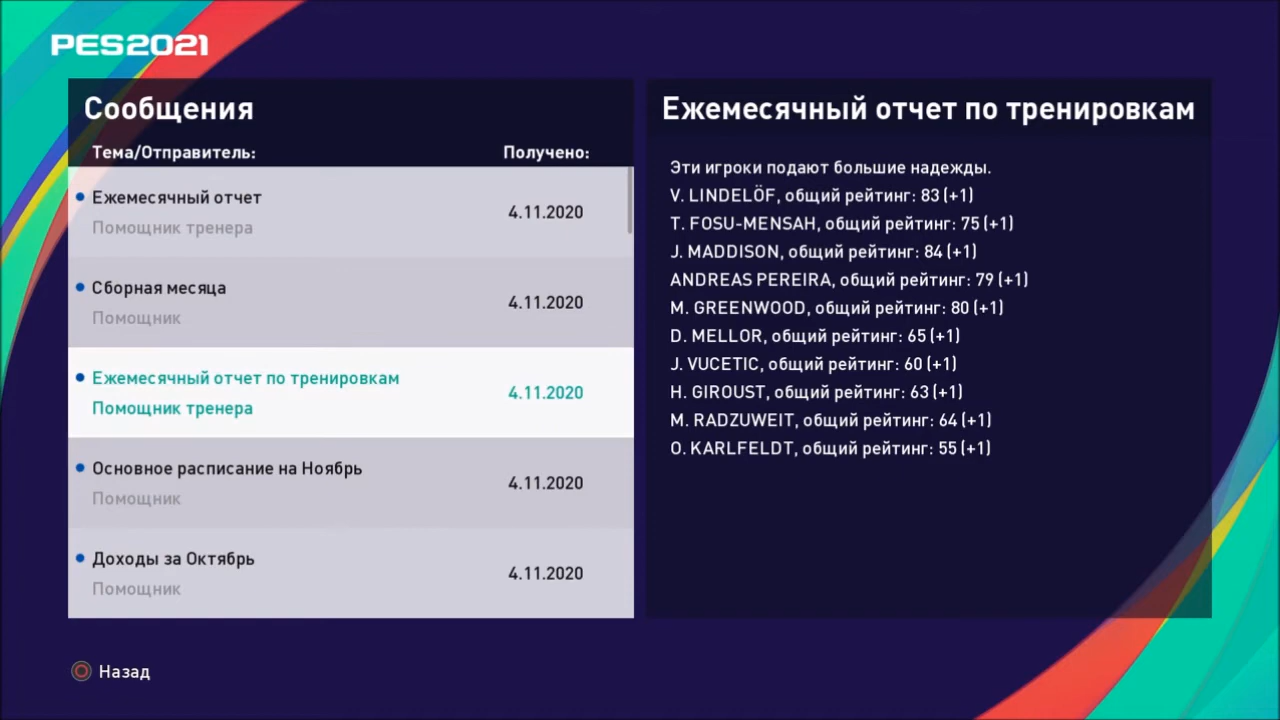 PES2021
Сообщения
Тема/Отправитель: Получено:
Ежемесячный отчет
Помощник тренера
4.11.2020
Сборная месяца
Помощник
4.11.2020
Ежемесячный отчет по тренировкам
Помощник тренера
4.11.2020
Основное расписание на Ноябрь
Помощник
4.11.2020
Доходы за Октябрь
Помощник
4.11.2020
Ежемесячный отчет по тренировкам
Эти игроки подают большие надежды.
V. LINDELÖF, общий рейтинг: 83 (+1)
T. FOSU-MENSAH, общий рейтинг: 75 (+1)
J. MADDISON, общий рейтинг: 84 (+1)
ANDREAS PEREIRA, общий рейтинг: 79 (+1)
M. GREENWOOD, общий рейтинг: 80 (+1)
D. MELLOR, общий рейтинг: 65 (+1)
J. VUCETIC, общий рейтинг: 60 (+1)
H. GIROUST, общий рейтинг: 63 (+1)
M. RADZUWEIT, общий рейтинг: 64 (+1)
O. KARLFELDT, общий рейтинг: 55 (+1)
Назад